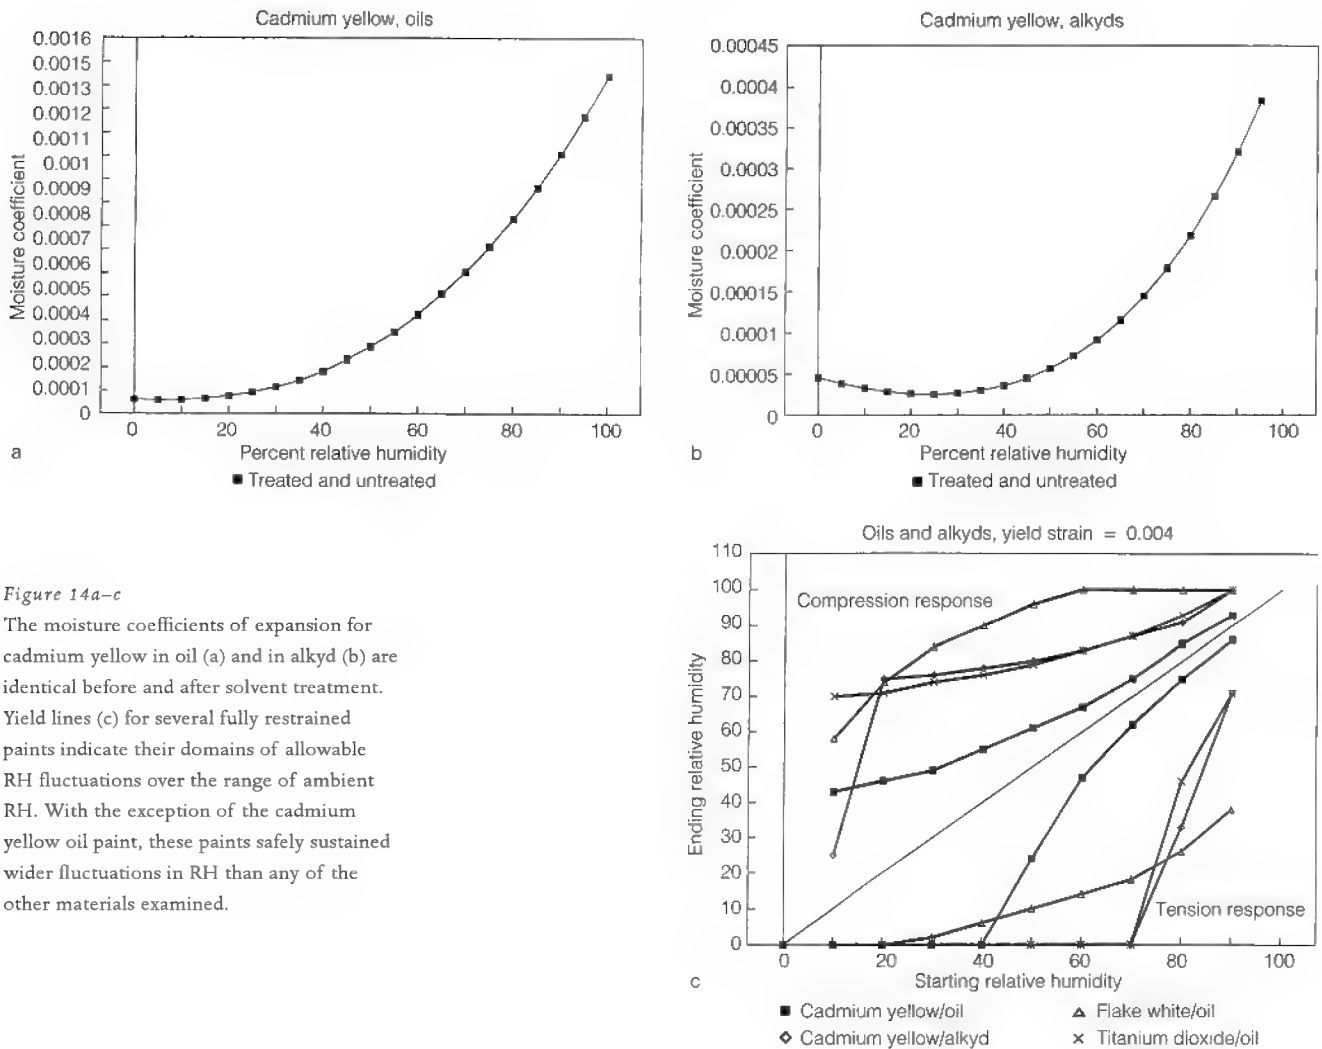 Cadmium yellow, oils
0.0016
0.0015
0.0013
0.0012
0.0011
0.001
0.0009
0.0008
0.0007
0.0006
0.0005
0.0004
0.0003
0.0002
0.0001
0
Moisture coefficient
0 20 40 60 80 100
Percent relative humidity
a
■ Treated and untreated
Cadmium yellow, alkyds
0.00045
0.0004
0.00035
0.0003
0.00025
0.0002
0.00015
0.0001
0.00005
0
Moisture coefficient
0 20 40 60 80 100
Percent relative humidity
b
■ Treated and untreated
Figure 14a–c
The moisture coefficients of expansion for
cadmium yellow in oil (a) and in alkyd (b) are
identical before and after solvent treatment.
Yield lines (c) for several fully restrained
paints indicate their domains of allowable
RH fluctuations over the range of ambient
RH. With the exception of the cadmium
yellow oil paint, these paints safely sustained
wider fluctuations in RH than any of the
other materials examined.
Oils and alkyds, yield strain = 0.004
110
100
90
80
70
60
50
40
30
20
10
0
Ending relative humidity
Compression response
Tension response
0 20 40 60 80 100
Starting relative humidity
c
■ Cadmium yellow/oil
△ Flake white/oil
◇ Cadmium yellow/alkyd
× Titanium dioxide/oil